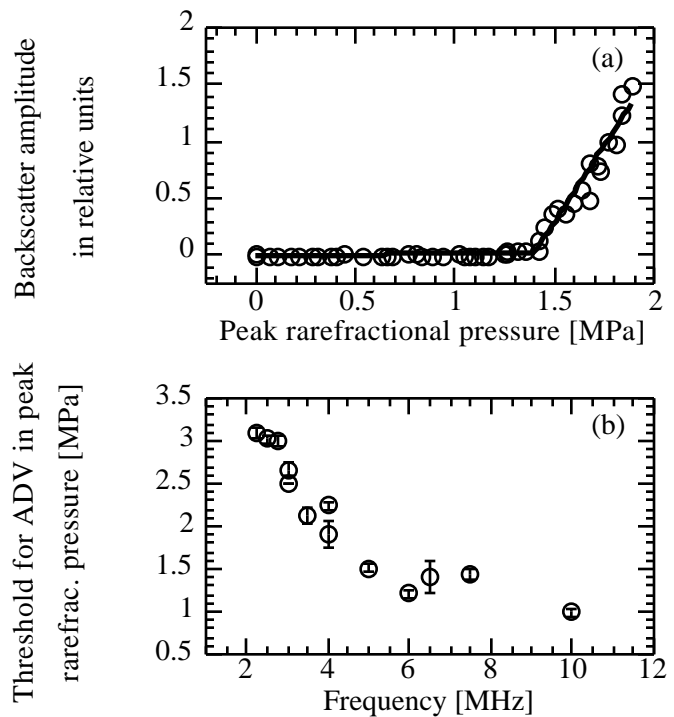 Backscatter amplitude
in relative units
2
1.5
1
0.5
0
(a)
0 0.5 1 1.5 2
Peak rarefractional pressure [MPa]
Threshold for ADV in peak
rarefrac. pressure [MPa]
3.5
3
2.5
2
1.5
1
0.5
(b)
2 4 6 8 10 12
Frequency [MHz]